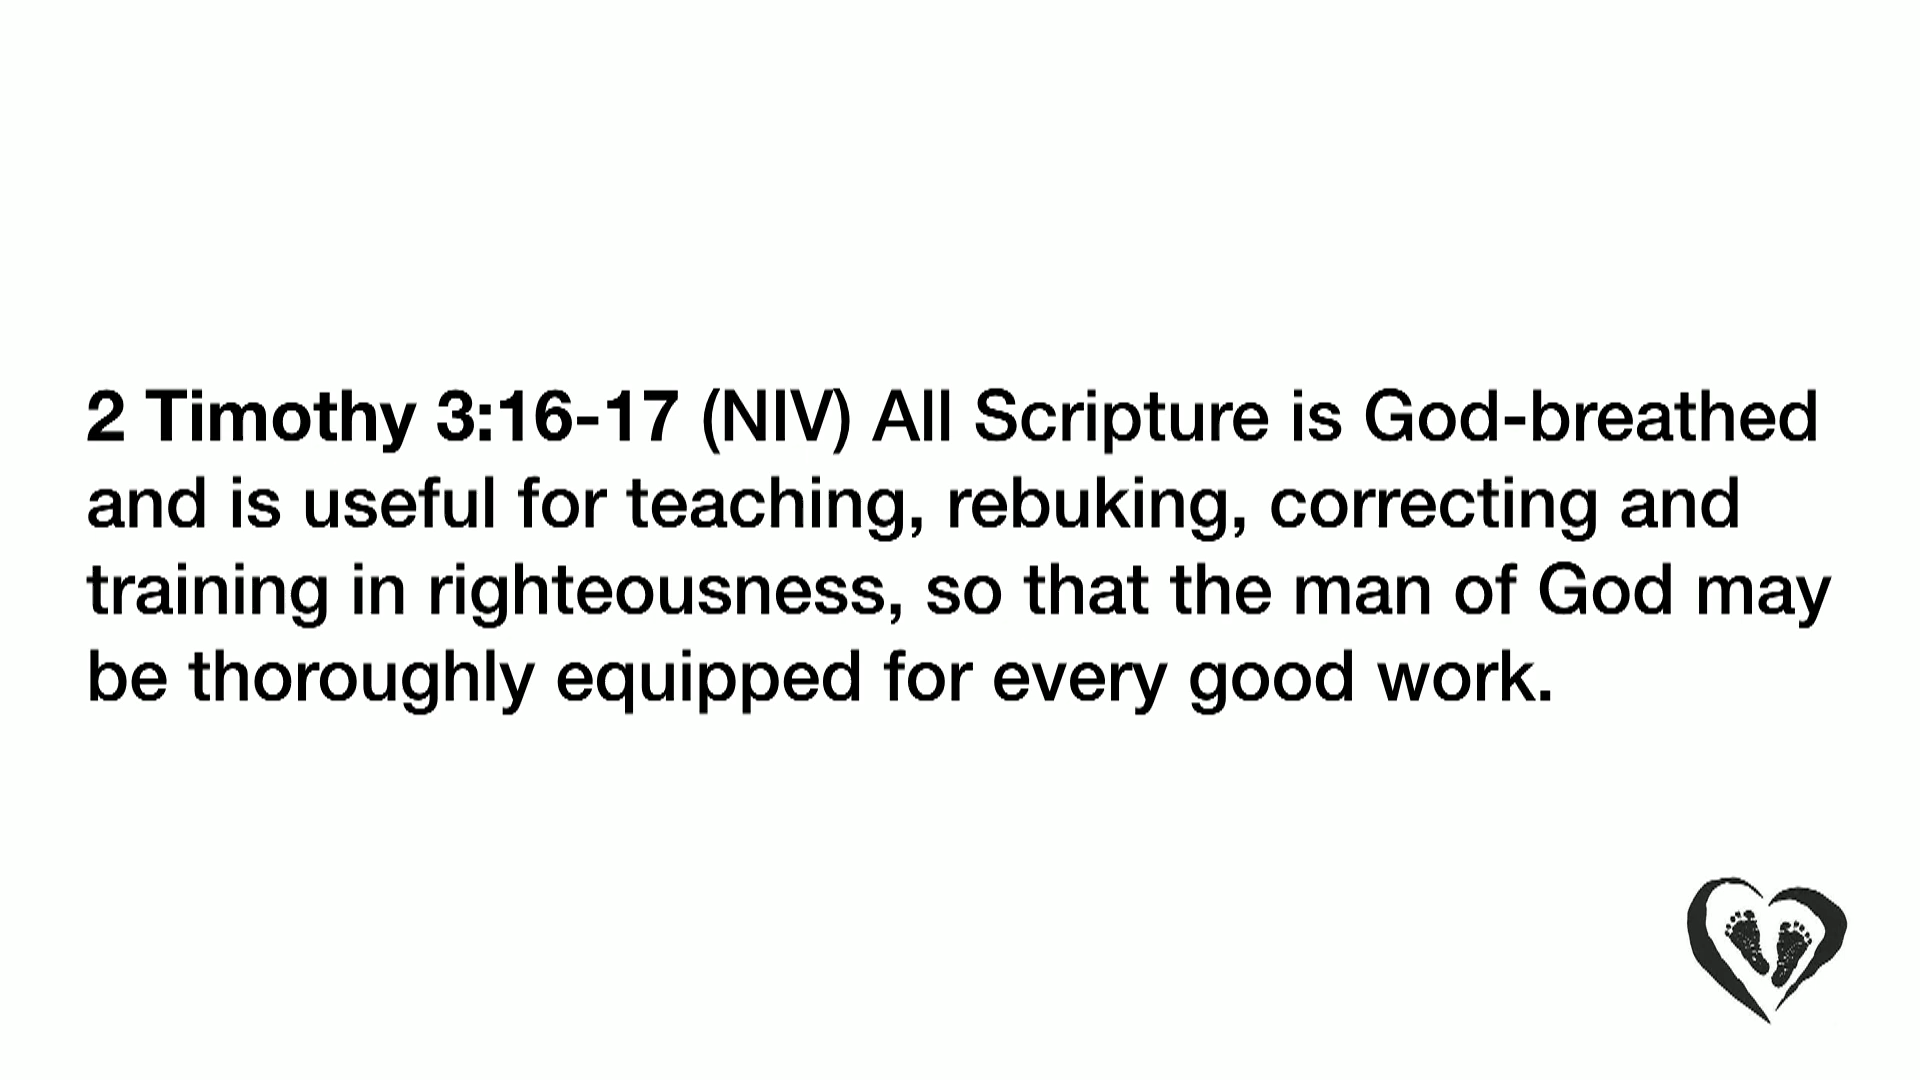 2 Timothy 3:16-17 (NIV) All Scripture is God-breathed
and is useful for teaching, rebuking, correcting and
training in righteousness, so that the man of God may
be thoroughly equipped for every good work.